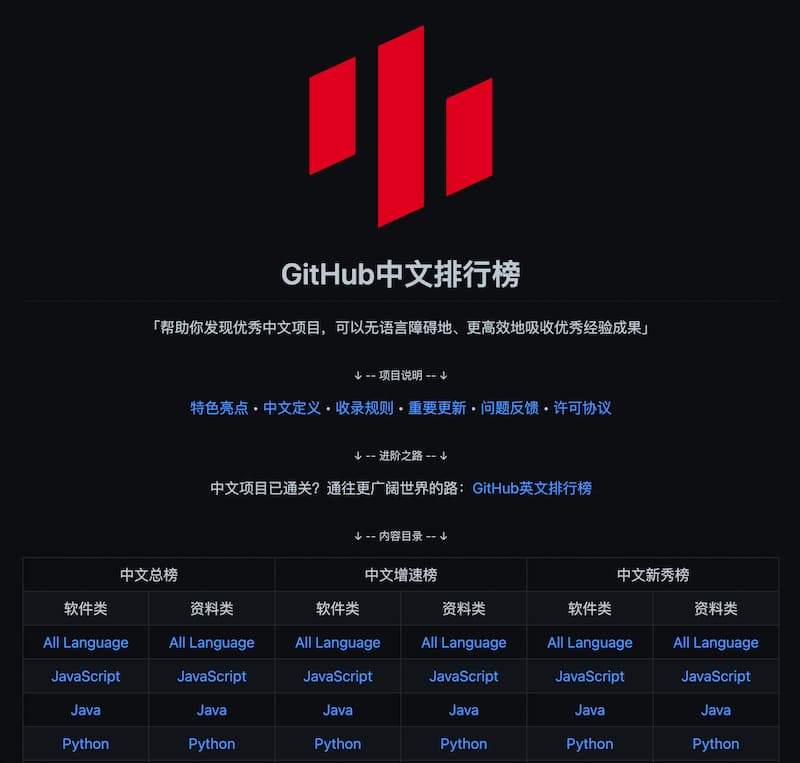 GitHub中文排行榜
「帮助你发现优秀中文项目，可以无语言障碍地、更高效地吸收优秀经验成果」
↓ -- 项目说明 -- ↓
特色亮点 • 中文定义 • 收录规则 • 重要更新 • 问题反馈 • 许可协议
↓ -- 进阶之路 -- ↓
中文项目已通关？通往更广阔世界的路：GitHub英文排行榜
↓ -- 内容目录 -- ↓
中文总榜 中文增速榜 中文新秀榜
软件类 资料类 软件类 资料类 软件类 资料类
All Language All Language All Language All Language All Language All Language
JavaScript JavaScript JavaScript JavaScript JavaScript JavaScript
Java Java Java Java Java Java
Python Python Python Python Python Python